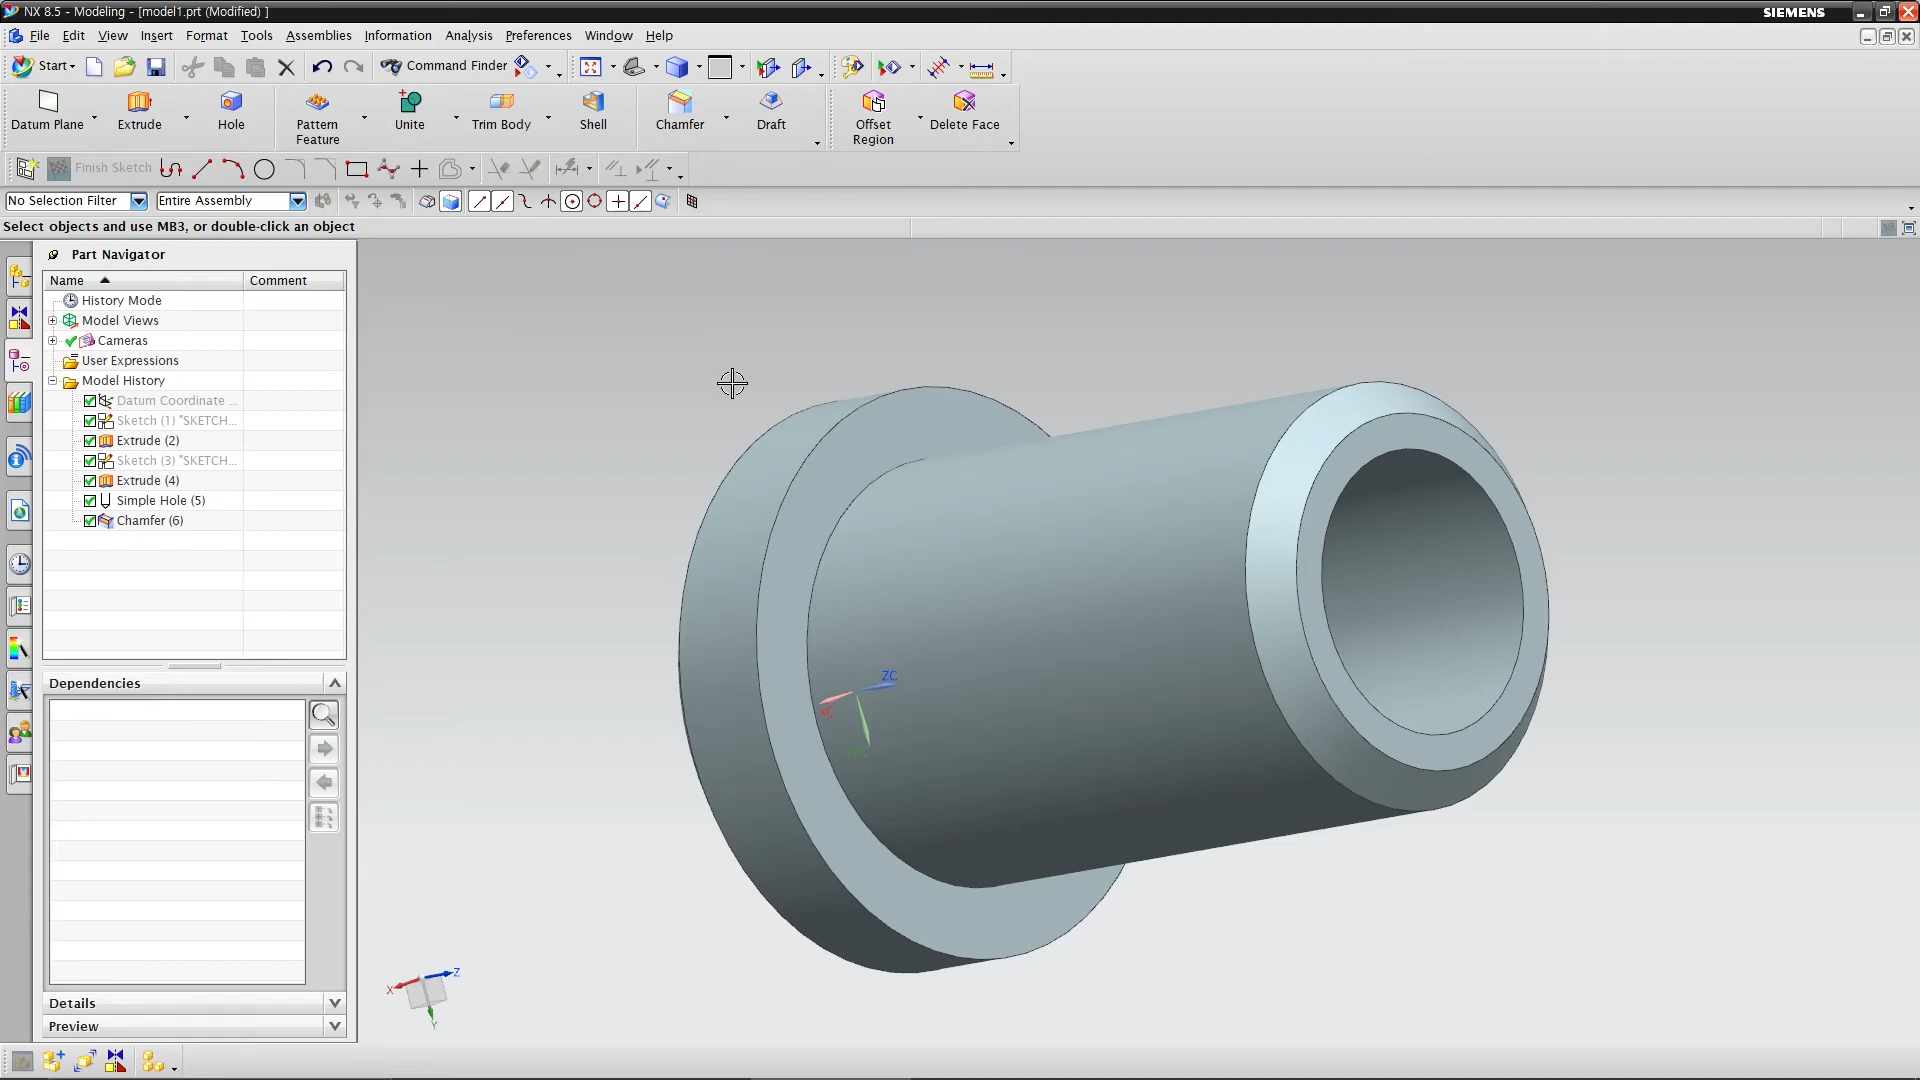 NX 8.5 - Modeling - [model1.prt (Modified) ]
SIEMENS
File Edit View Insert Format Tools Assemblies Information Analysis Preferences Window Help
Start Command Finder
Datum Plane Extrude Hole Pattern Feature Unite Trim Body Shell Chamfer Draft Offset Region Delete Face
Finish Sketch
No Selection Filter Entire Assembly
Select objects and use MB3, or double-click an object
Part Navigator
Name Comment
History Mode
Model Views
Cameras
User Expressions
Model History
Datum Coordinate ...
Sketch (1) "SKETCH...
Extrude (2)
Sketch (3) "SKETCH...
Extrude (4)
Simple Hole (5)
Chamfer (6)
ZC
XC
Dependencies
Z
X
Y
Details
Preview